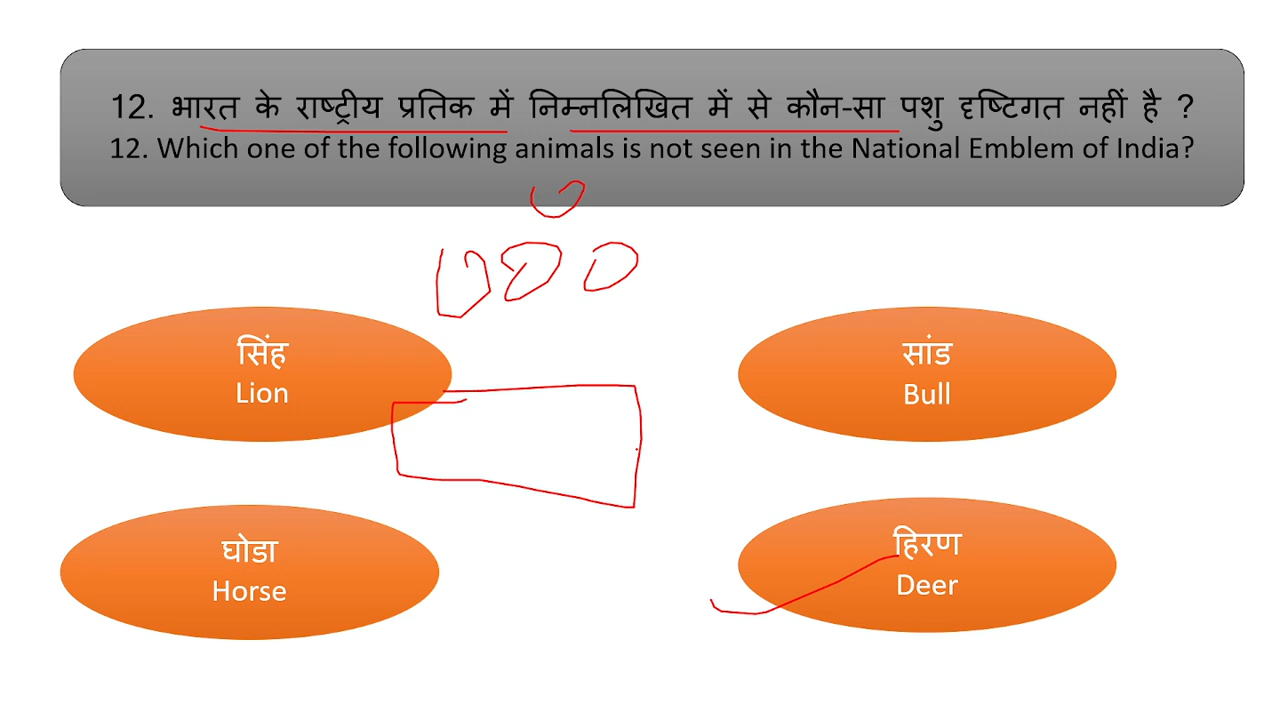 12. भारत के राष्ट्रीय प्रतिक में निम्नलिखित में से कौन-सा पशु दृष्टिगत नहीं है ?
12. Which one of the following animals is not seen in the National Emblem of India?
सिंह
Lion
सांड
Bull
घोडा
Horse
हिरण
Deer